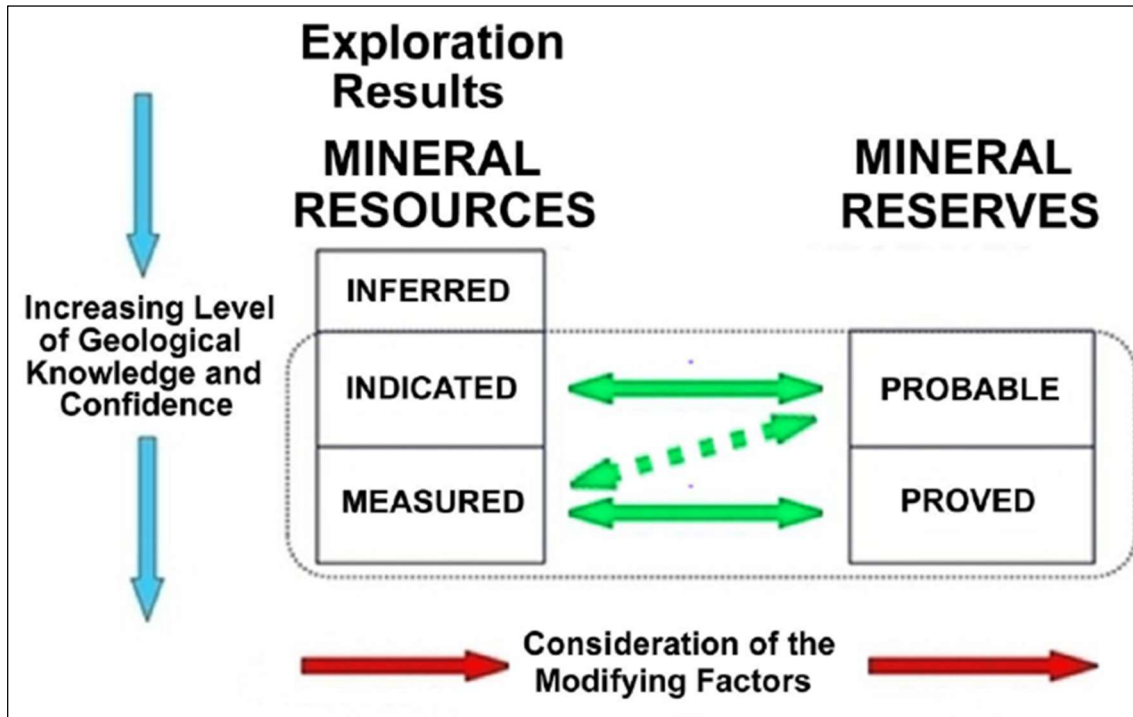 Exploration
Results
MINERAL
RESOURCES
MINERAL
RESERVES
INFERRED
Increasing Level
of Geological
Knowledge and
Confidence
INDICATED
PROBABLE
MEASURED
PROVED
Consideration of the
Modifying Factors